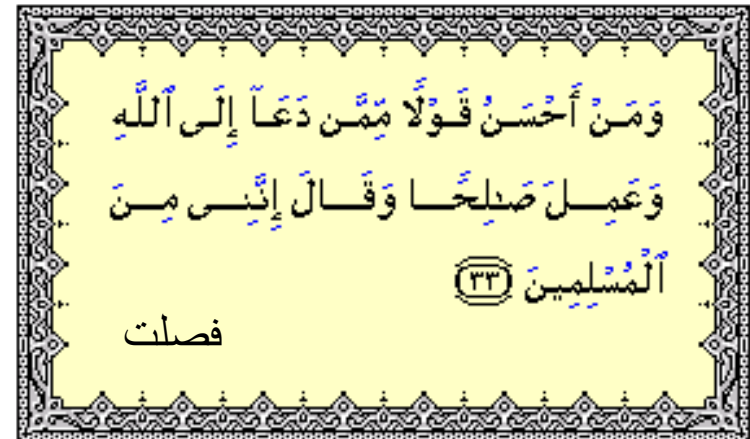 وَمَنْ أَحْسَنُ قَوْلًا مِّمَّن دَعَآ إِلَى ٱللَّهِ
وَعَمِلَ صَـٰلِحًا وَقَالَ إِنَّنِى مِنَ
ٱلْمُسْلِمِينَ ٣٣
فصلت